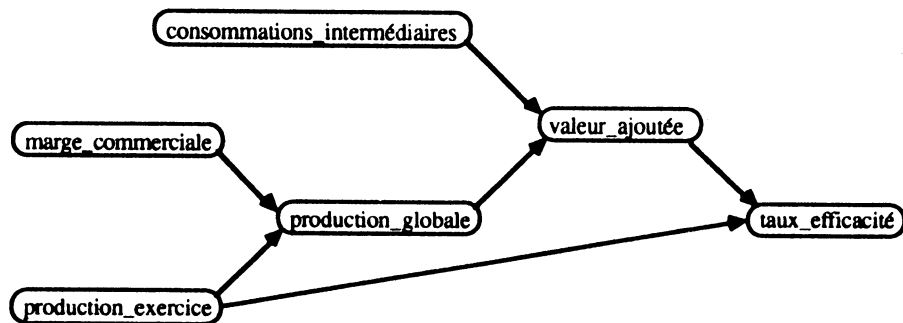 consommations_intermédiaires
valeur_ajoutée
marge_commerciale
production_globale
taux_efficacité
production_exercice